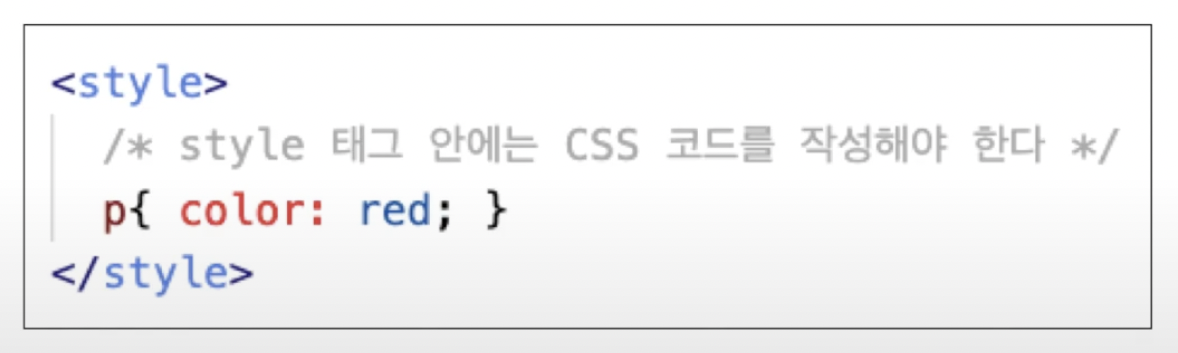 <style>
/* style 태그 안에는 CSS 코드를 작성해야 한다 */
p{ color: red; }
</style>